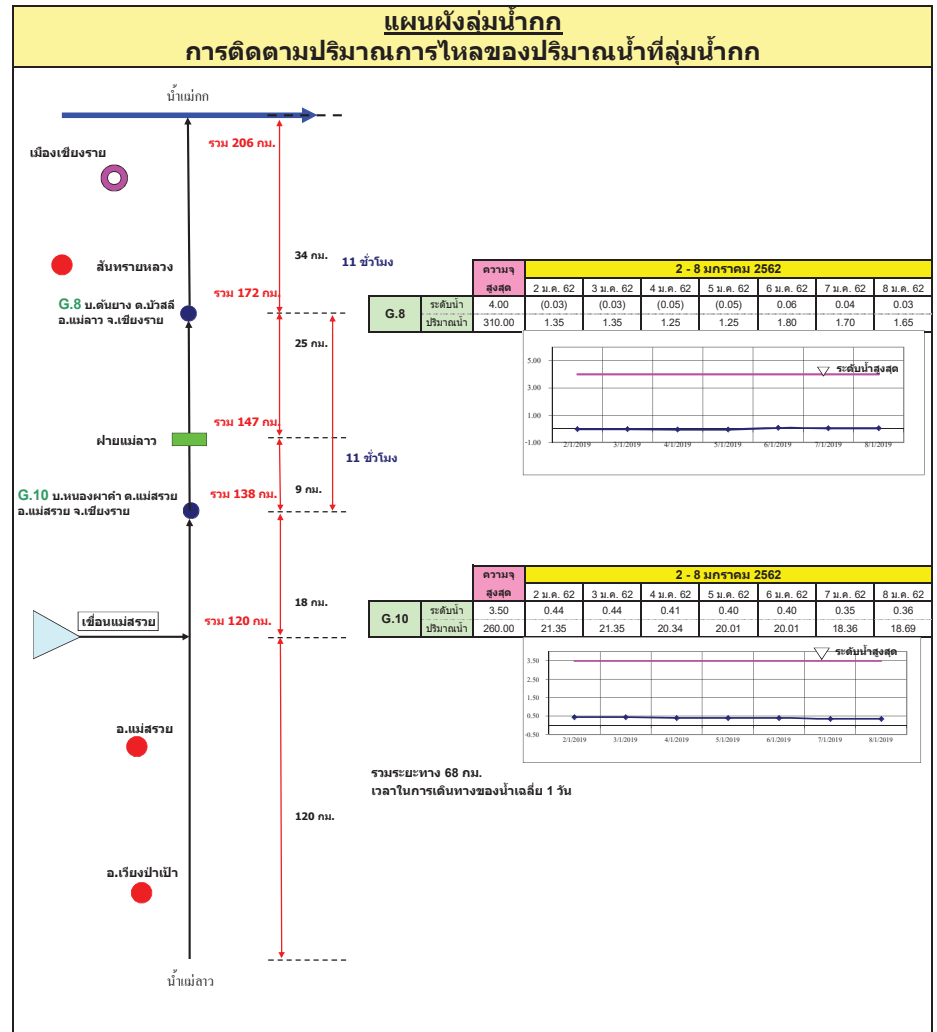 แผนผังลุ่มน้ำกก
การติดตามปริมาณการไหลของปริมาณน้ำที่ลุ่มน้ำกก
น้ำแม่กก
รวม 206 กม.
เมืองเชียงราย
34 กม. 11 ชั่วโมง
สันทรายหลวง
รวม 172 กม.
G.8 บ.ต้นยาง ต.บัวสลี
อ.แม่ลาว จ.เชียงราย
ความจุ 2 - 8 มกราคม 2562
สูงสุด 2 ม.ค. 62 3 ม.ค. 62 4 ม.ค. 62 5 ม.ค. 62 6 ม.ค. 62 7 ม.ค. 62 8 ม.ค. 62
G.8 ระดับน้ำ 4.00 (0.03) (0.03) (0.05) (0.05) 0.06 0.04 0.03
ปริมาณน้ำ 310.00 1.35 1.35 1.25 1.25 1.80 1.70 1.65
25 กม.
5.00
3.00
1.00
-1.00
ระดับน้ำสูงสุด
2/1/2019 3/1/2019 4/1/2019 5/1/2019 6/1/2019 7/1/2019 8/1/2019
รวม 147 กม.
ฝายแม่ลาว
11 ชั่วโมง
9 กม.
รวม 138 กม.
G.10 บ.หนองผาคำ ต.แม่สรวย
อ.แม่สรวย จ.เชียงราย
ความจุ 2 - 8 มกราคม 2562
สูงสุด 2 ม.ค. 62 3 ม.ค. 62 4 ม.ค. 62 5 ม.ค. 62 6 ม.ค. 62 7 ม.ค. 62 8 ม.ค. 62
G.10 ระดับน้ำ 3.50 0.44 0.44 0.41 0.40 0.40 0.35 0.36
ปริมาณน้ำ 260.00 21.35 21.35 20.34 20.01 20.01 18.36 18.69
18 กม.
เขื่อนแม่สรวย
รวม 120 กม.
3.50
2.50
1.50
0.50
-0.50
ระดับน้ำสูงสุด
2/1/2019 3/1/2019 4/1/2019 5/1/2019 6/1/2019 7/1/2019 8/1/2019
อ.แม่สรวย
รวมระยะทาง 68 กม.
เวลาในการเดินทางของน้ำเฉลี่ย 1 วัน
120 กม.
อ.เวียงป่าเป้า
น้ำแม่ลาว